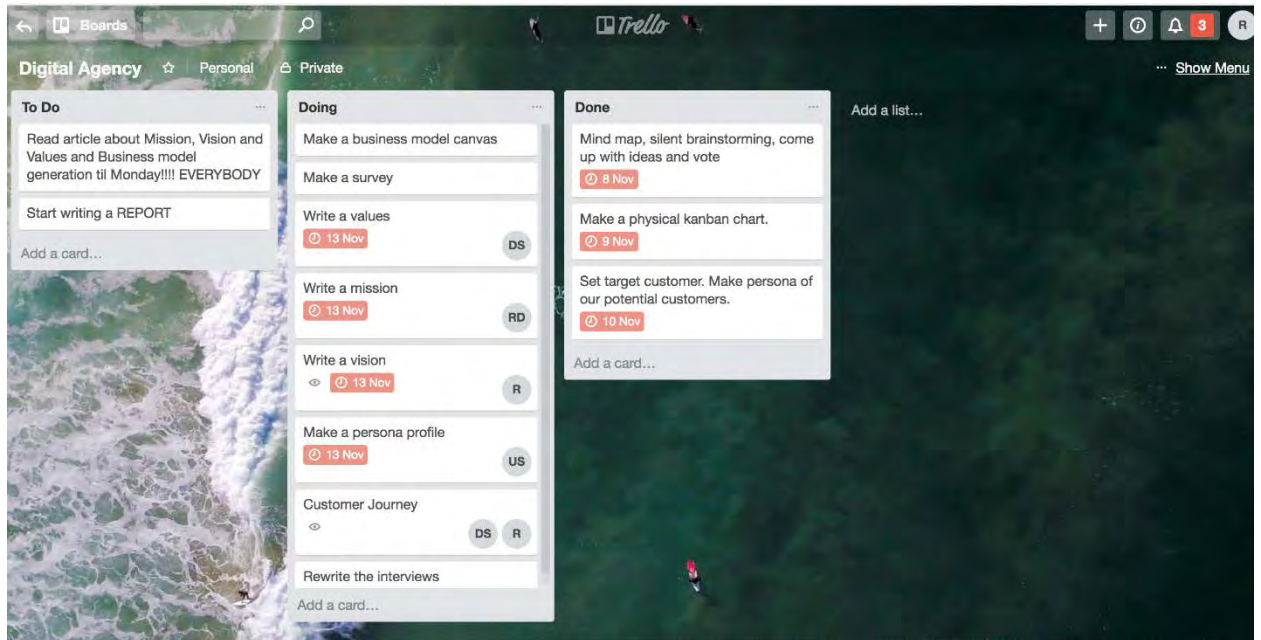 Boards
Trello
3
R
Digital Agency
Personal
Private
... Show Menu
To Do
...
Read article about Mission, Vision and
Values and Business model
generation til Monday!!!! EVERYBODY
Start writing a REPORT
Add a card...
Doing
...
Make a business model canvas
Make a survey
Write a values
13 Nov
DS
Write a mission
13 Nov
RD
Write a vision
13 Nov
R
Make a persona profile
13 Nov
US
Customer Journey
DS
R
Rewrite the interviews
Add a card...
Done
...
Mind map, silent brainstorming, come
up with ideas and vote
8 Nov
Make a physical kanban chart.
9 Nov
Set target customer. Make persona of
our potential customers.
10 Nov
Add a card...
Add a list...